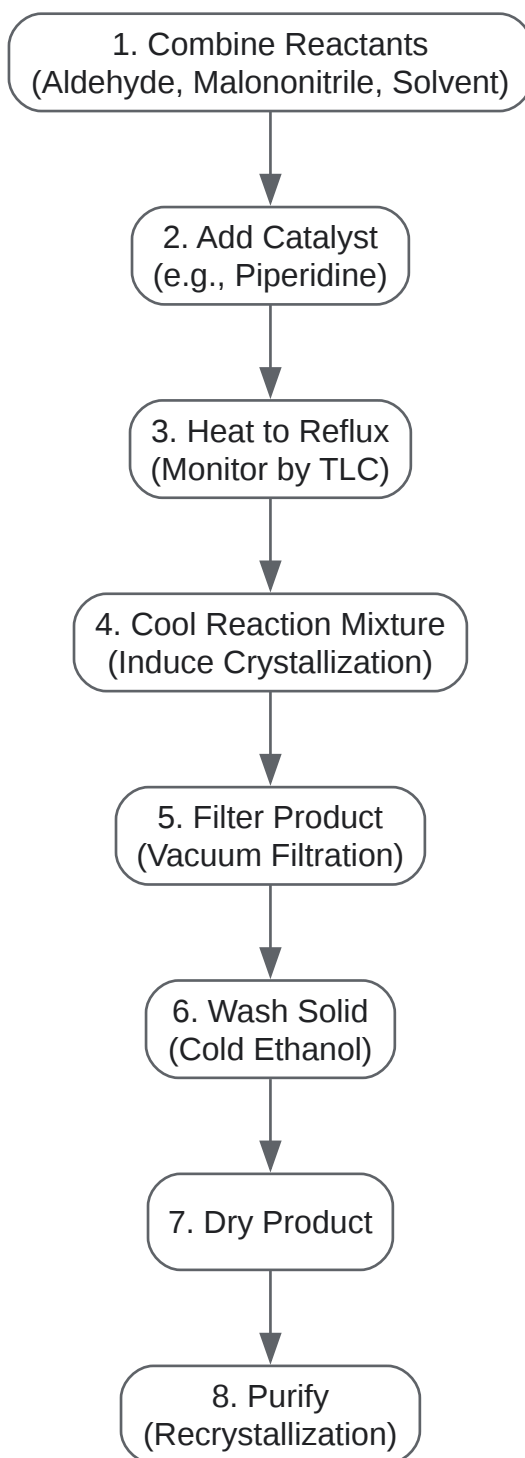 1. Combine Reactants
(Aldehyde, Malononitrile, Solvent)
2. Add Catalyst
(e.g., Piperidine)
3. Heat to Reflux
(Monitor by TLC)
4. Cool Reaction Mixture
(Induce Crystallization)
5. Filter Product
(Vacuum Filtration)
6. Wash Solid
(Cold Ethanol)
7. Dry Product
8. Purify
(Recrystallization)